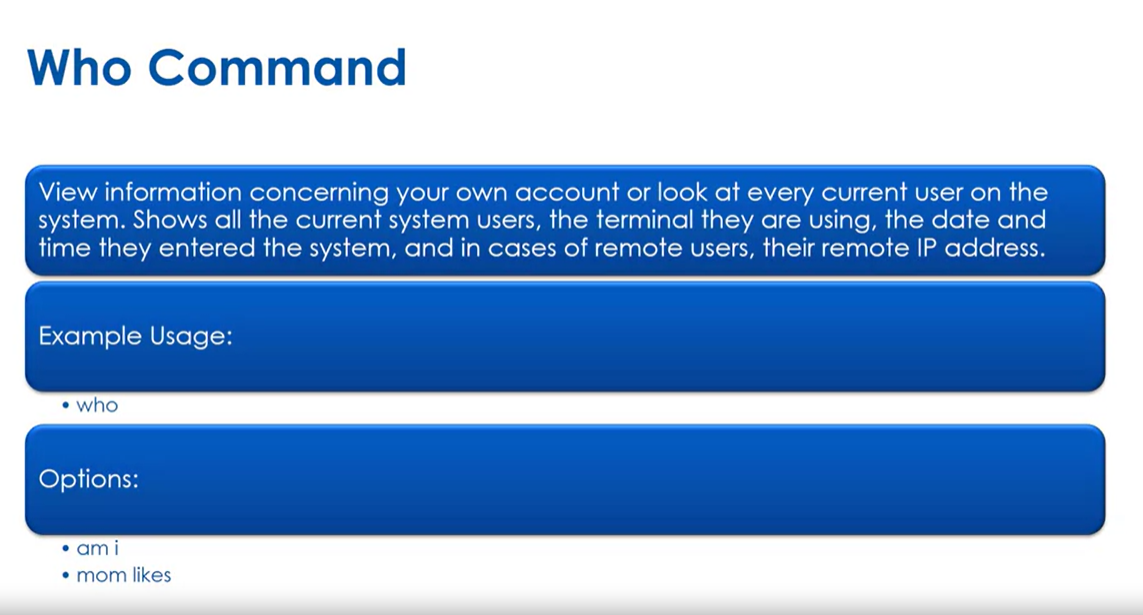 Who Command
View information concerning your own account or look at every current user on the
system. Shows all the current system users, the terminal they are using, the date and
time they entered the system, and in cases of remote users, their remote IP address.
Example Usage:
• who
Options:
• am i
• mom likes